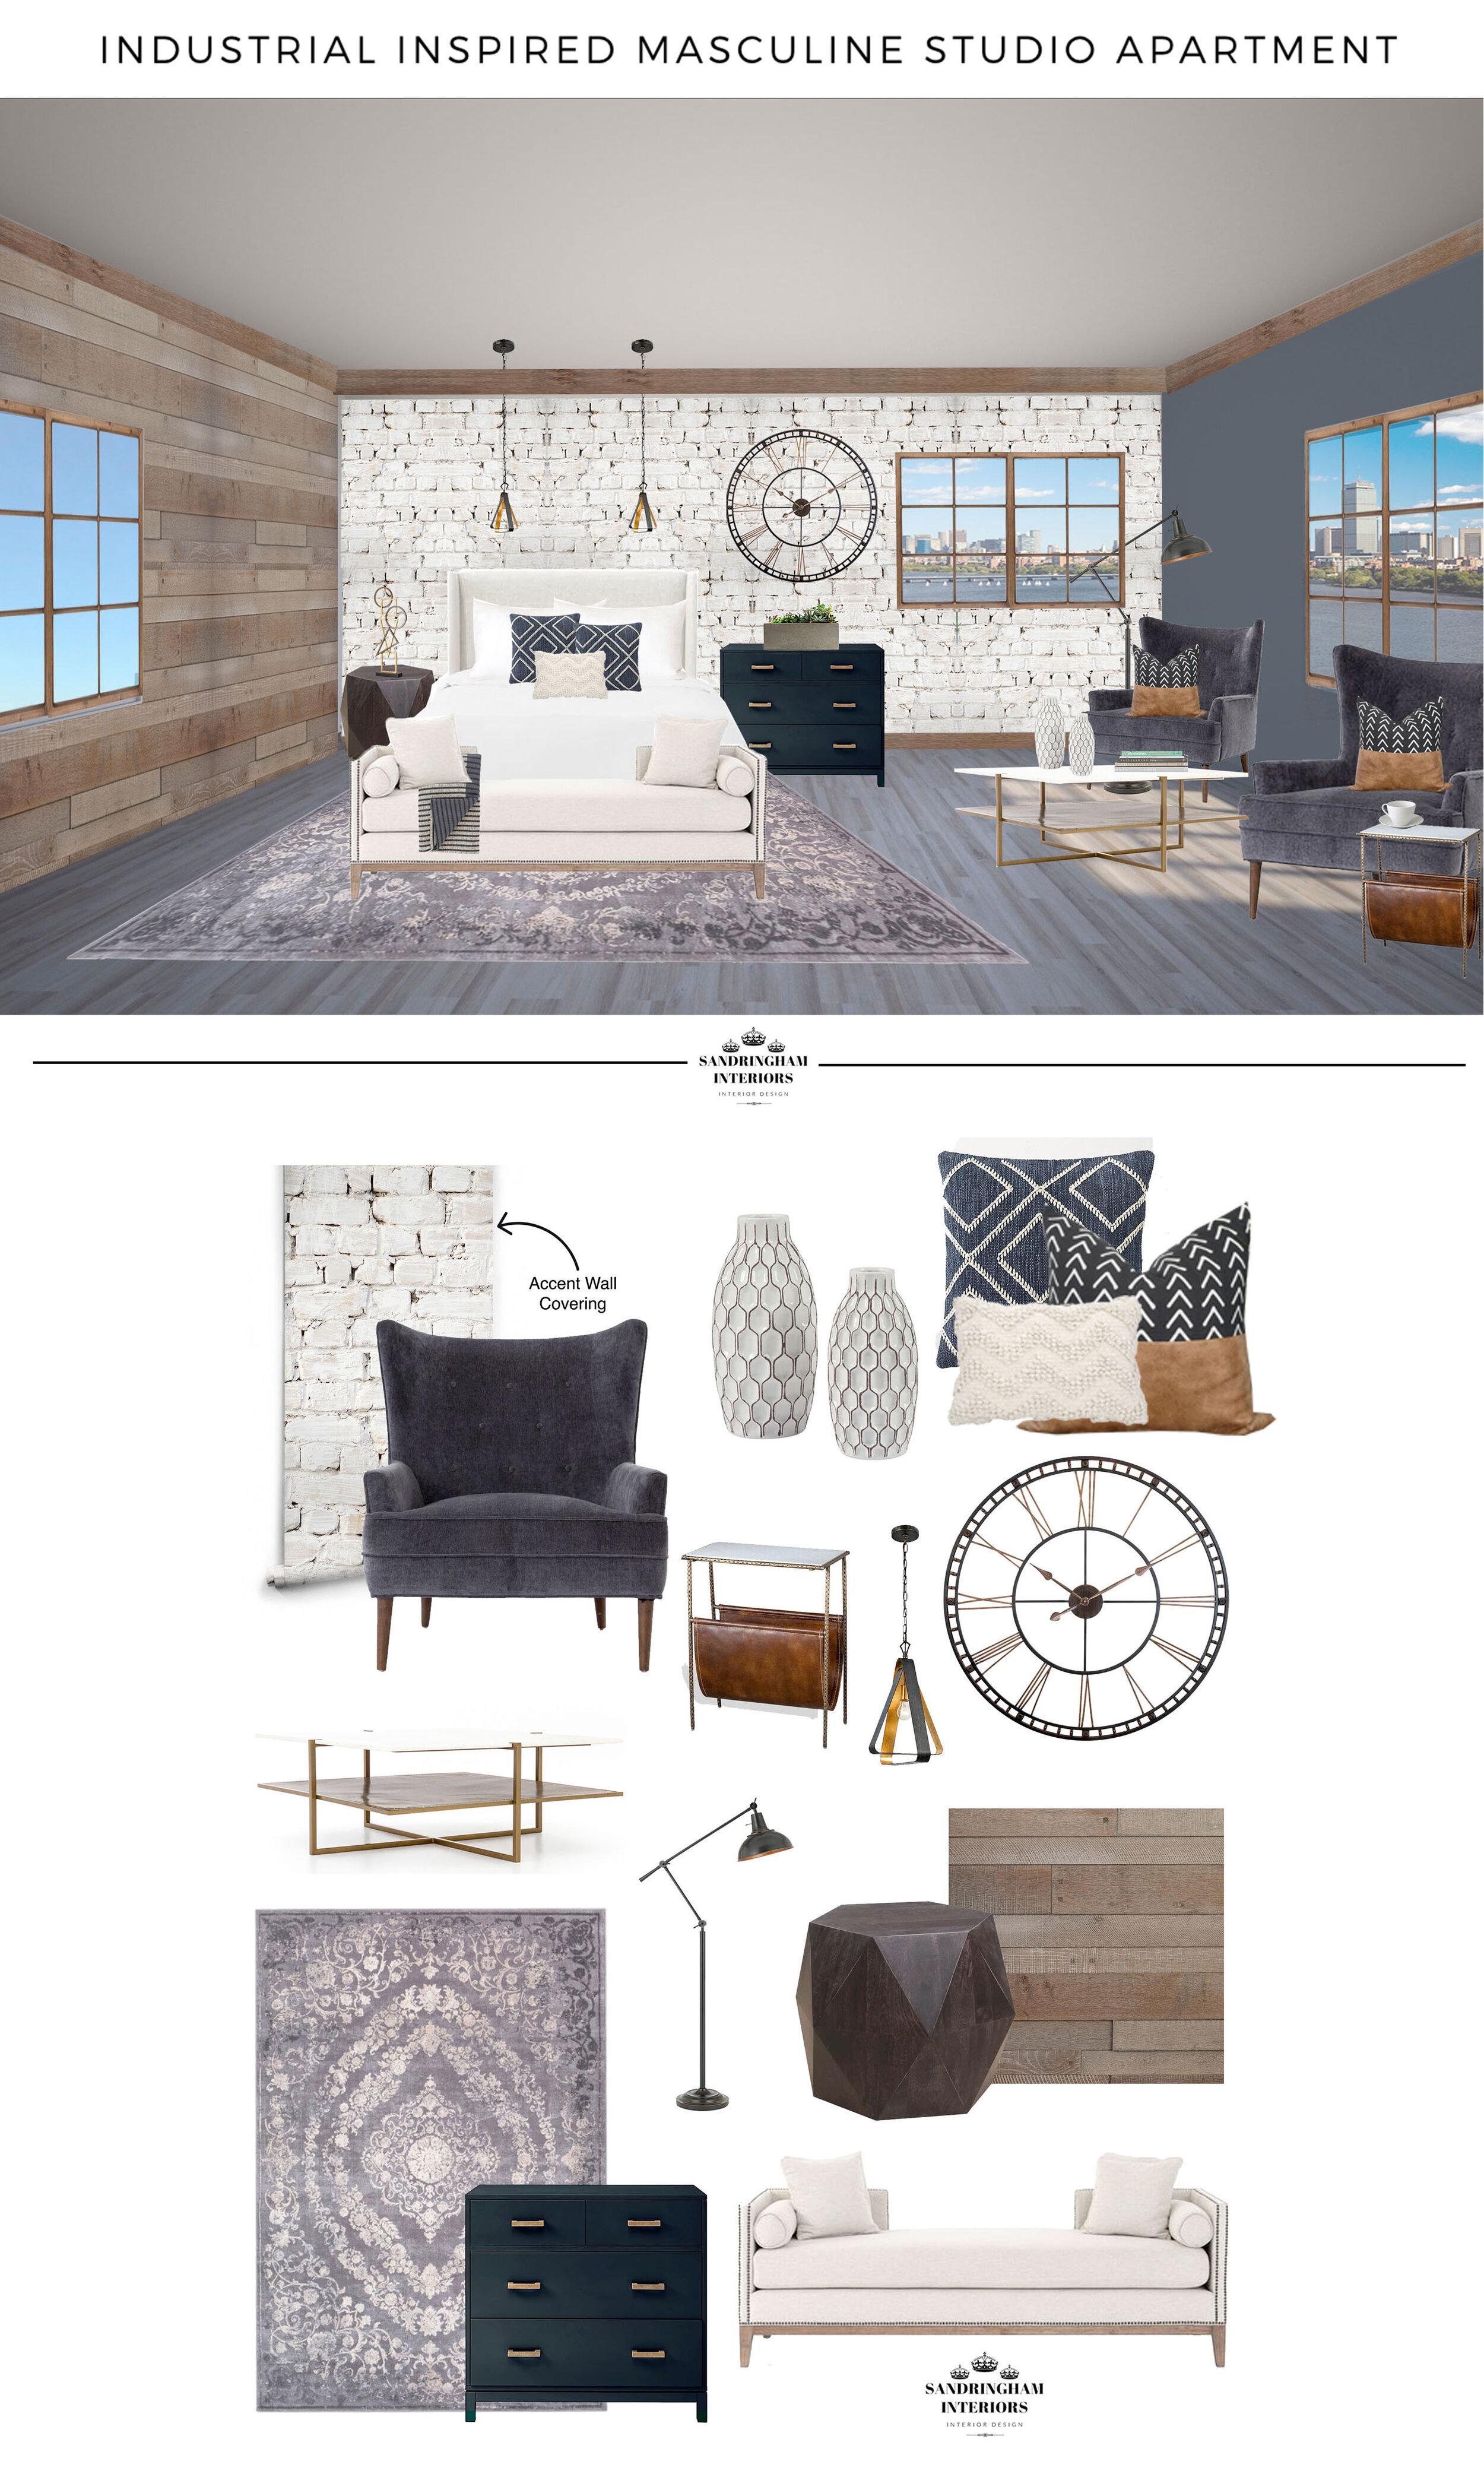 INDUSTRIAL INSPIRED MASCULINE STUDIO APARTMENT
SANDRINGHAM
INTERIORS
INTERIOR DESIGN
Accent Wall
Covering
SANDRINGHAM
INTERIORS
INTERIOR DESIGN